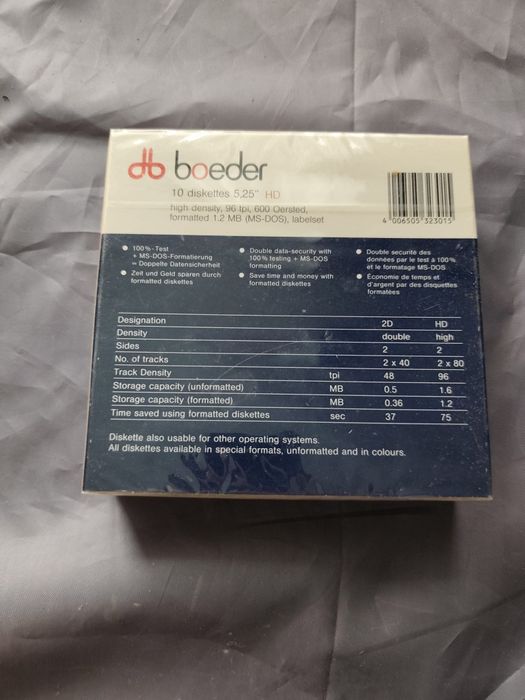 boeder
10 diskettes 5,25" HD
high density, 96 tpi, 600 Oersted,
formatted 1.2 MB (MS-DOS), labelset
4 006505 323015
100%-Test
+ MS-DOS-Formatierung
= Doppelte Datensicherheit
Zeit und Geld sparen durch
formatted diskettes
Double data-security with
100% testing + MS-DOS
formatting
Save time and money with
formatted diskettes
Double securité des
données par le test à 100%
et le formatage MS-DOS
Économie de temps et
d'argent par des disquettes
formatées
Designation 2D HD
Density double high
Sides 2 2
No. of tracks 2 x 40 2 x 80
Track Density tpi 48 96
Storage capacity (unformatted) MB 0.5 1.6
Storage capacity (formatted) MB 0.36 1.2
Time saved using formatted diskettes sec 37 75
Diskette also usable for other operating systems.
All diskettes available in special formats, unformatted and in colours.